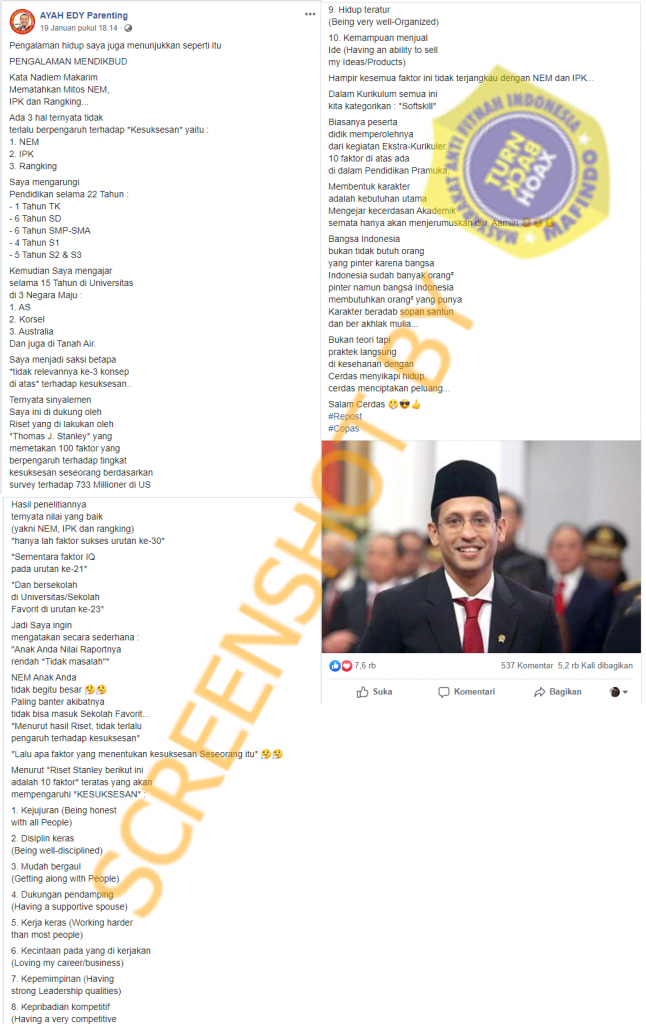 AYAH EDY Parenting
19 Januari pukul 18.14 ·
Pengalaman hidup saya juga menunjukkan seperti itu
PENGALAMAN MENDIKBUD
Kata Nadiem Makarim
Mematahkan Mitos NEM,
IPK dan Rangking...
Ada 3 hal ternyata tidak
terlalu berpengaruh terhadap *Kesuksesan* yaitu :
1. NEM
2. IPK
3. Rangking
Saya mengarungi
Pendidikan selama 22 Tahun :
- 1 Tahun TK
- 6 Tahun SD
- 6 Tahun SMP-SMA
- 4 Tahun S1
- 5 Tahun S2 & S3
Kemudian Saya mengajar
selama 15 Tahun di Universitas
di 3 Negara Maju :
1. AS
2. Korsel
3. Australia
Dan juga di Tanah Air.
Saya menjadi saksi betapa
*tidak relevannya ke-3 konsep
di atas* terhadap kesuksesan..
Ternyata sinyalemen
Saya ini di dukung oleh
Riset yang di lakukan oleh
*Thomas J. Stanley* yang
memetakan 100 faktor yang
berpengaruh terhadap tingkat
kesuksesan seseorang berdasarkan
survey terhadap 733 Millioner di US
Hasil penelitiannya
ternyata nilai yang baik
(yakni NEM, IPK dan rangking)
*hanya lah faktor sukses urutan ke-30*
*Sementara faktor IQ
pada urutan ke-21*
*Dan bersekolah
di Universitas/Sekolah
Favorit di urutan ke-23*
Jadi Saya ingin
mengatakan secara sederhana :
"Anak Anda Nilai Raportnya
rendah *Tidak masalah*"
NEM Anak Anda
tidak begitu besar 😤😤
Paling banter akibatnya
tidak bisa masuk Sekolah Favorit...
*Menurut hasil Riset, tidak terlalu
pengaruh terhadap kesuksesan*
*Lalu apa faktor yang menentukan kesuksesan Seseorang itu* 😤😤
Menurut *Riset Stanley berikut ini
adalah 10 faktor* teratas yang akan
mempengaruhi *KESUKSESAN* :
1. Kejujuran (Being honest
with all People)
2. Disiplin keras
(Being well-disciplined)
3. Mudah bergaul
(Getting along with People)
4. Dukungan pendamping
(Having a supportive spouse)
5. Kerja keras (Working harder
than most people)
6. Kecintaan pada yang di kerjakan
(Loving my career/business)
7. Kepemimpinan (Having
strong Leadership qualities)
8. Kepribadian kompetitif
(Having a very competitive
9. Hidup teratur
(Being very well-Organized)
10. Kemampuan menjual
Ide (Having an ability to sell
my Ideas/Products)
Hampir kesemua faktor ini tidak terjangkau dengan NEM dan IPK...
Dalam Kurikulum semua ini
kita kategorikan : "Softskill"
Biasanya peserta
didik memperolehnya
dari kegiatan Ekstra-Kurikuler
10 faktor di atas ada
di dalam Pendidikan Pramuka.
Membentuk karakter
adalah kebutuhan utama
Mengejar kecerdasan Akademik
semata hanya akan menjerumuskan diri, Aamiin
Bangsa Indonesia
bukan tidak butuh orang
yang pinter karena bangsa
Indonesia sudah banyak orang²
pinter namun bangsa Indonesia
membutuhkan orang² yang punya
Karakter beradab sopan santun
dan ber akhlak mulia...
Bukan teori tapi
praktek langsung
di keseharian dengan
Cerdas menyikapi hidup,
cerdas menciptakan peluang...
Salam Cerdas 😁😎👍
#Repost
#Copas
7,6 rb
537 Komentar 5,2 rb Kali dibagikan
Suka Komentari Bagikan
MASYARAKAT ANTI FITNAH INDONESIA
MAFINDO
TURN
BACK
HOAX
SCREENSHOT BY